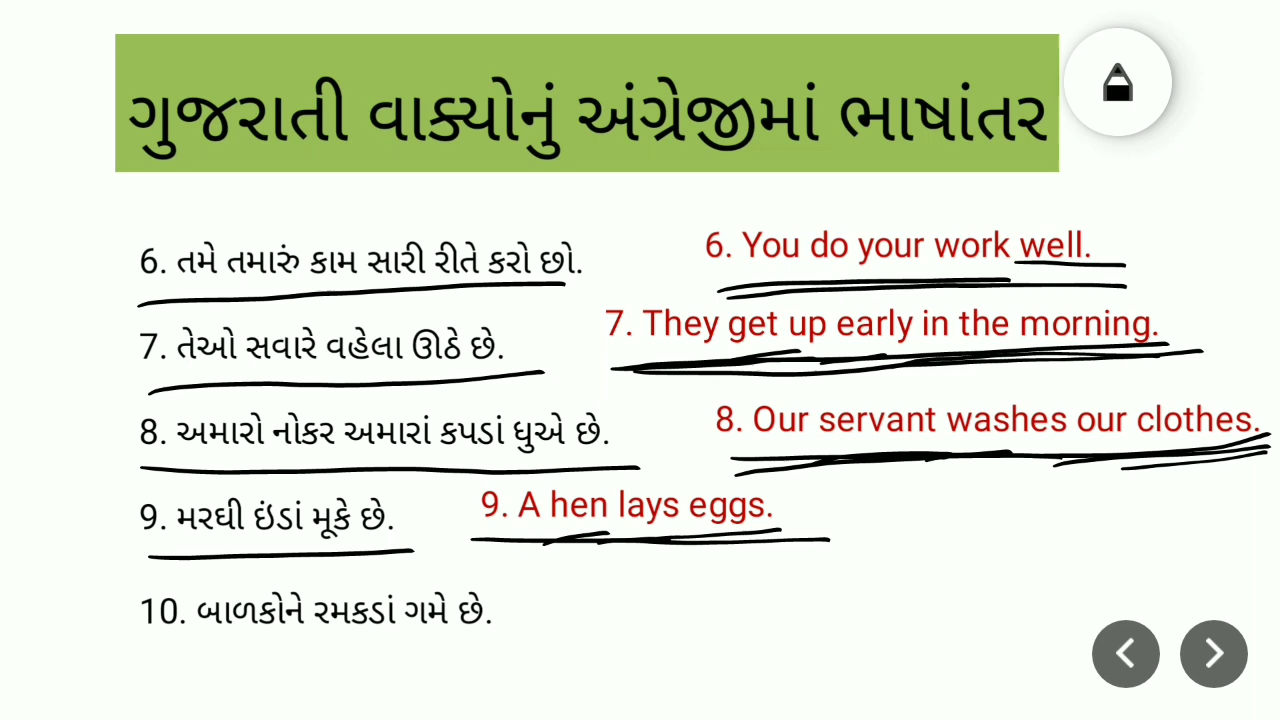 ગુજરાતી વાક્યોનું અંગ્રેજીમાં ભાષાંતર
6. તમે તમારું કામ સારી રીતે કરો છો.
6. You do your work well.
7. તેઓ સવારે વહેલા ઊઠે છે.
7. They get up early in the morning.
8. અમારો નોકર અમારાં કપડાં ધુએ છે.
8. Our servant washes our clothes.
9. મરઘી ઇંડાં મૂકે છે.
9. A hen lays eggs.
10. બાળકોને રમકડાં ગમે છે.